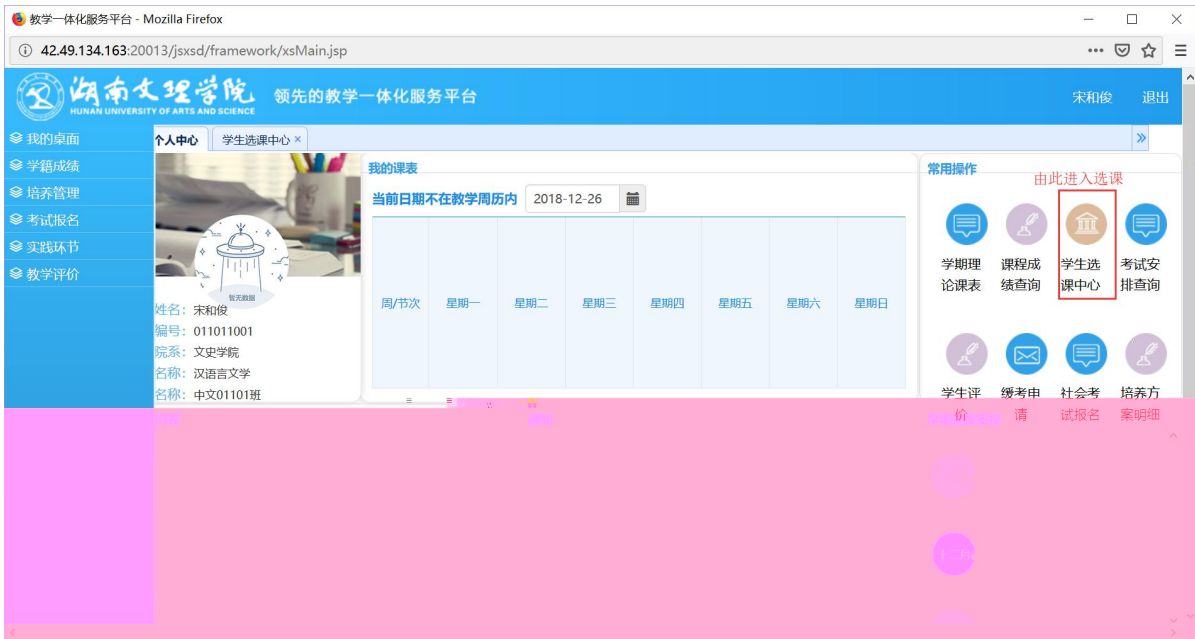 教学一体化服务平台 - Mozilla Firefox
42.49.134.163:20013/jsxsd/framework/xsMain.jsp
湖南文理学院
HUNAN UNIVERSITY OF ARTS AND SCIENCE
领先的教学一体化服务平台
宋和俊 退出
我的桌面
学籍成绩
培养管理
考试报名
实践环节
教学评价
个人中心 学生选课中心 ×
暂无数据
姓名：宋和俊
编号：011011001
院系：文史学院
名称：汉语言文学
名称：中文01101班
我的课表
当前日期不在教学周历内 2018-12-26
周/节次 星期一 星期二 星期三 星期四 星期五 星期六 星期日
常用操作
由此进入选课
学期理论课表
课程成绩查询
学生选课中心
考试安排查询
学生评价
缓考申请
社会考试报名
培养方案明细
十二月